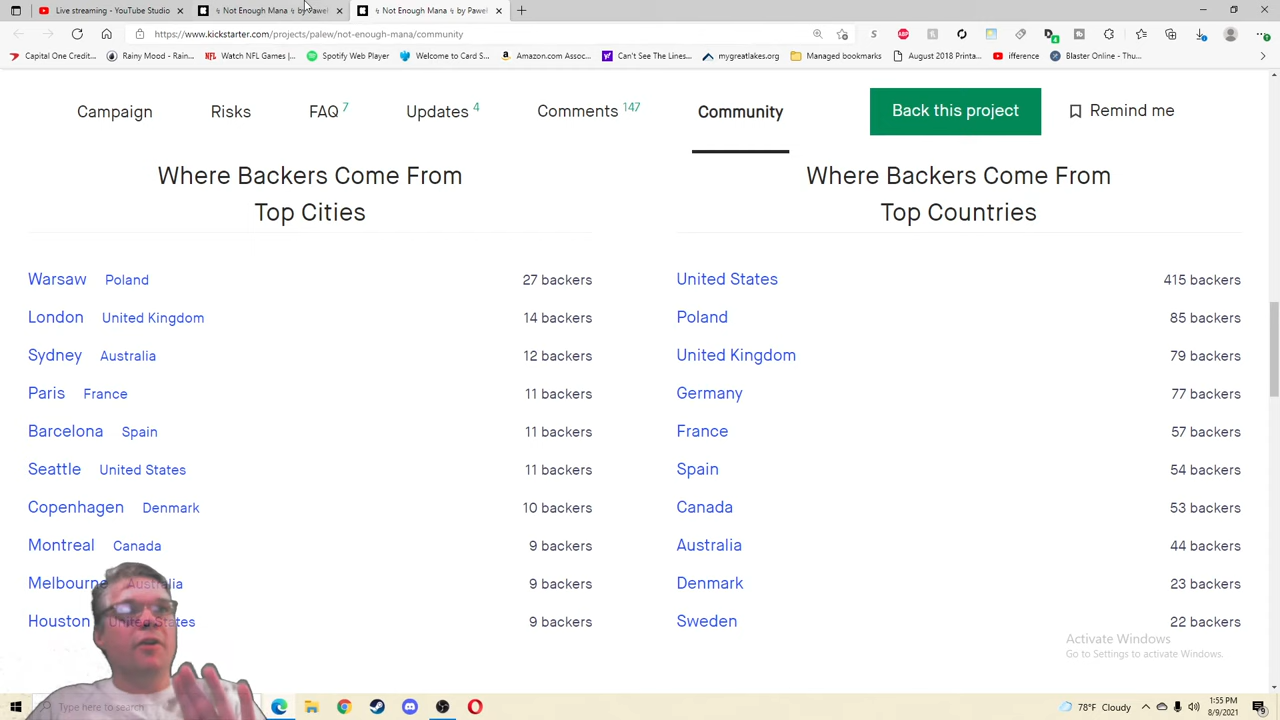 Live streaming - YouTube Studio
Not Enough Mana
by Pawel
Not Enough Mana
by Pawel
https://www.kickstarter.com/projects/palew/not-enough-mana/community
Capital One Credit...
Rainy Mood - Rain...
Watch NFL Games |...
Spotify Web Player
Welcome to Card S...
Amazon.com Assoc...
Can't See The Lines...
mygreatlakes.org
Managed bookmarks
August 2018 Printa...
ifference
Blaster Online - Thu...
Campaign
Risks
FAQ 7
Updates 4
Comments 147
Community
Back this project
Remind me
Where Backers Come From
Top Cities
Warsaw Poland 27 backers
London United Kingdom 14 backers
Sydney Australia 12 backers
Paris France 11 backers
Barcelona Spain 11 backers
Seattle United States 11 backers
Copenhagen Denmark 10 backers
Montreal Canada 9 backers
Melbourne Australia 9 backers
Houston United States 9 backers
Where Backers Come From
Top Countries
United States 415 backers
Poland 85 backers
United Kingdom 79 backers
Germany 77 backers
France 57 backers
Spain 54 backers
Canada 53 backers
Australia 44 backers
Denmark 23 backers
Sweden 22 backers
Activate Windows
Go to Settings to activate Windows.
Type here to search
78°F Cloudy
1:55 PM
8/9/2021